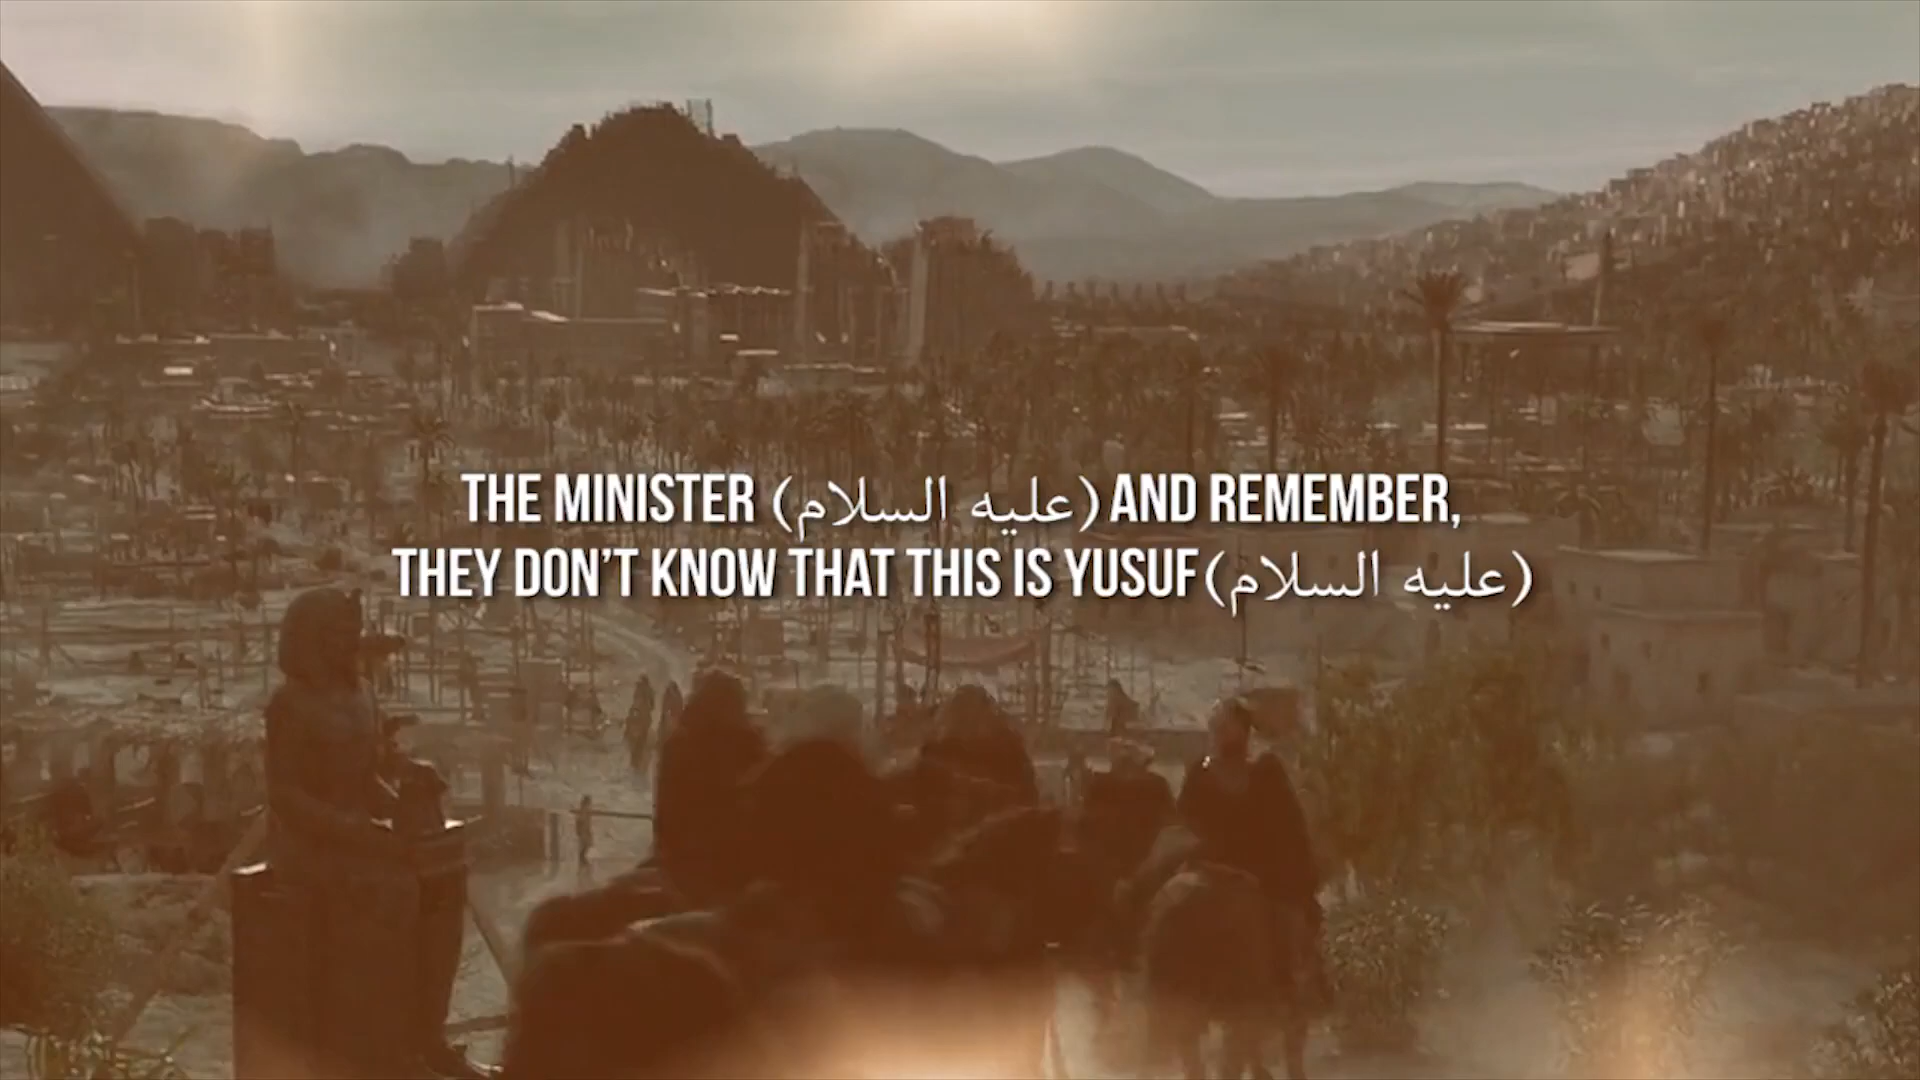 THE MINISTER (عليه السلام) AND REMEMBER,
THEY DON'T KNOW THAT THIS IS YUSUF (عليه السلام)